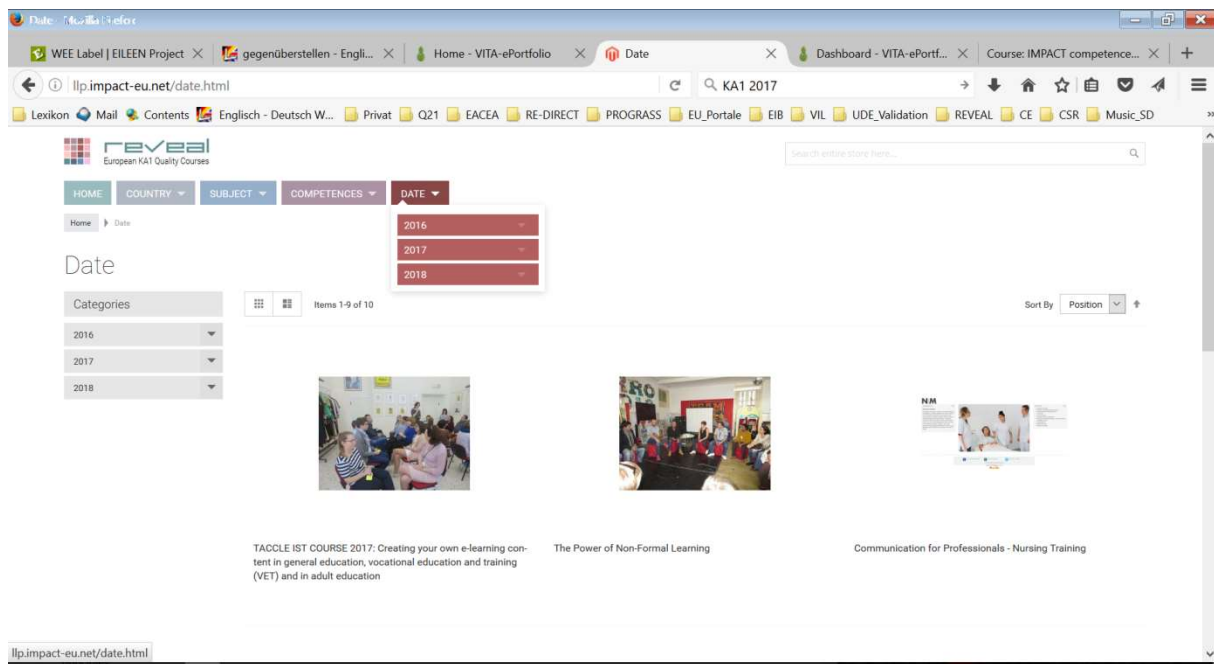 Date - Mozilla Firefox
WEE Label | EILEEN Project
gegenüberstellen - Engli...
Home - VITA-ePortfolio
Date
Dashboard - VITA-ePortf...
Course: IMPACT competence...
llp.impact-eu.net/date.html
KA1 2017
Lexikon Mail Contents Englisch - Deutsch W... Privat Q21 EACEA RE-DIRECT PROGRASS EU_Portale EIB VIL UDE_Validation REVEAL CE CSR Music_SD
reveal
European KA1 Quality Courses
Search entire store here...
HOME COUNTRY SUBJECT COMPETENCES DATE
Home Date
2016
2017
2018
Date
Categories
2016
2017
2018
Items 1-9 of 10
Sort By Position
RO
NM
TACCLE IST COURSE 2017: Creating your own e-learning con-
tent in general education, vocational education and training
(VET) and in adult education
The Power of Non-Formal Learning
Communication for Professionals - Nursing Training
llp.impact-eu.net/date.html